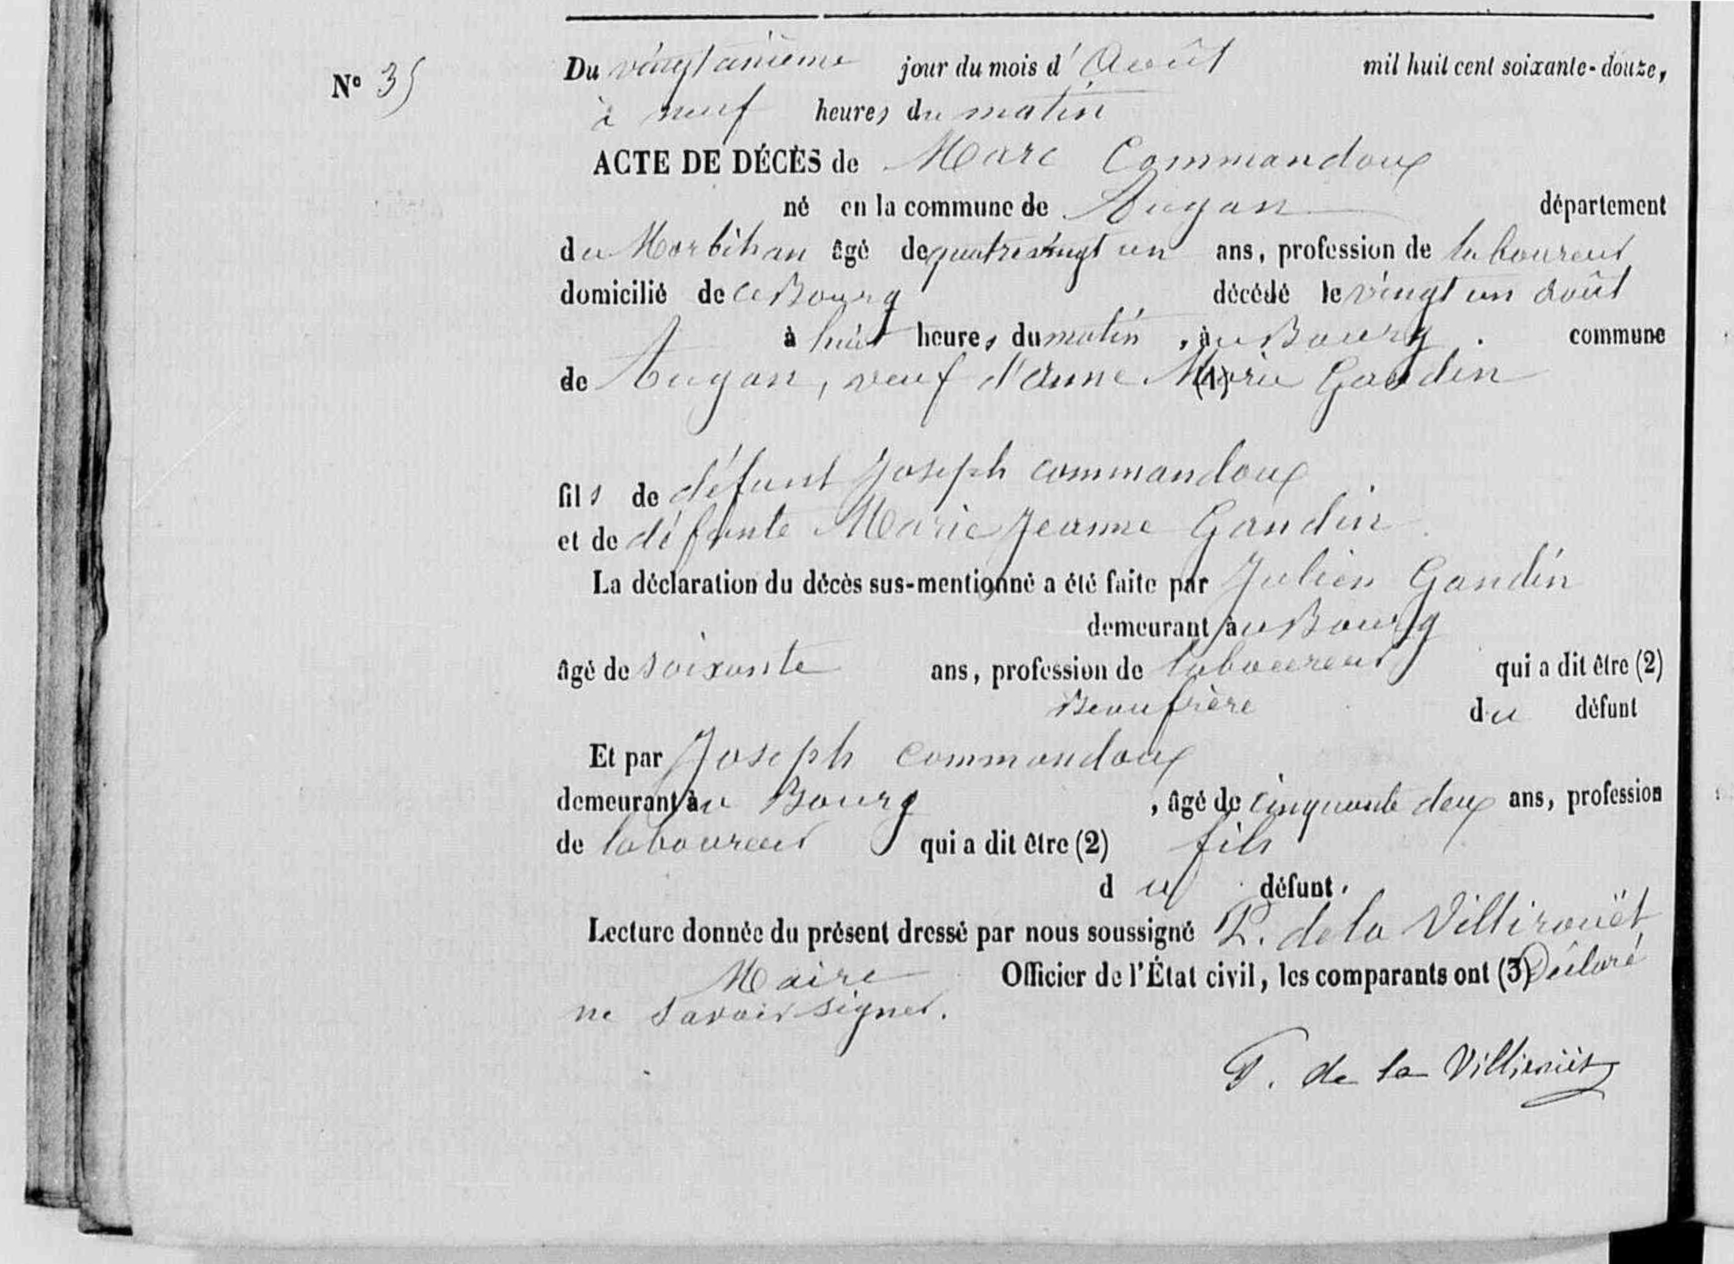 N° 35
Du vingt unième jour du mois d'Août mil huit cent soixante-douze,
à neuf heures du matin
ACTE DE DÉCÈS de Marc Commandoux
né en la commune de Augan département
du Morbihan âgé de quatre vingt un ans, profession de laboureur
domicilié de ce Bourg décédé le vingt un août
à huit heures du matin, au Bourg. commune
de Augan, veuf d'anne Marie (1) Gaudin
fils de défunt Joseph commandoux
et de défunte Marie Jeanne Gaudin
La déclaration du décès sus-mentionné a été faite par Julien Gaudin
demeurant au Bourg
âgé de soixante ans, profession de laboureur qui a dit être (2)
Beaufrère du défunt
Et par Joseph commandoux
demeurant au Bourg, âgé de cinquante deux ans, profession
de laboureur qui a dit être (2) fils
du défunt.
Lecture donnée du présent dressé par nous soussigné P. de la Villirouët
Maire Officier de l'État civil, les comparants ont (3) Déclaré
ne savoir signer.
P. de la Villirouët